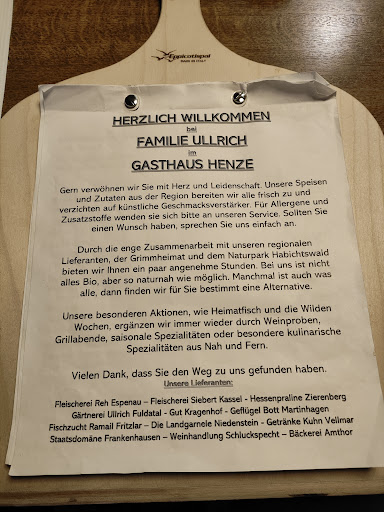 Eppicotispai
MADE IN ITALY
HERZLICH WILLKOMMEN
bei
FAMILIE ULLRICH
im
GASTHAUS HENZE
Gern verwöhnen wir Sie mit Herz und Leidenschaft. Unsere Speisen
und Zutaten aus der Region bereiten wir alle frisch zu und
verzichten auf künstliche Geschmacksverstärker. Für Allergene und
Zusatzstoffe wenden sie sich bitte an unseren Service. Sollten Sie
einen Wunsch haben, sprechen Sie uns einfach an.
Durch die enge Zusammenarbeit mit unseren regionalen
Lieferanten, der Grimmheimat und dem Naturpark Habichtswald
bieten wir Ihnen ein paar angenehme Stunden. Bei uns ist nicht
alles Bio, aber so naturnah wie möglich. Manchmal ist auch was
alle, dann finden wir für Sie bestimmt eine Alternative.
Unsere besonderen Aktionen, wie Heimatfisch und die Wilden
Wochen, ergänzen wir immer wieder durch Weinproben,
Grillabende, saisonale Spezialitäten oder besondere kulinarische
Spezialitäten aus Nah und Fern.
Vielen Dank, dass Sie den Weg zu uns gefunden haben.
Unsere Lieferanten:
Fleischerei Reh Espenau – Fleischerei Siebert Kassel - Hessenpraline Zierenberg
Gärtnerei Ullrich Fuldatal - Gut Kragenhof - Geflügel Bott Martinhagen
Fischzucht Ramail Fritzlar – Die Landgarnele Niedenstein - Getränke Kuhn Vellmar
Staatsdomäne Frankenhausen – Weinhandlung Schluckspecht – Bäckerei Amthor